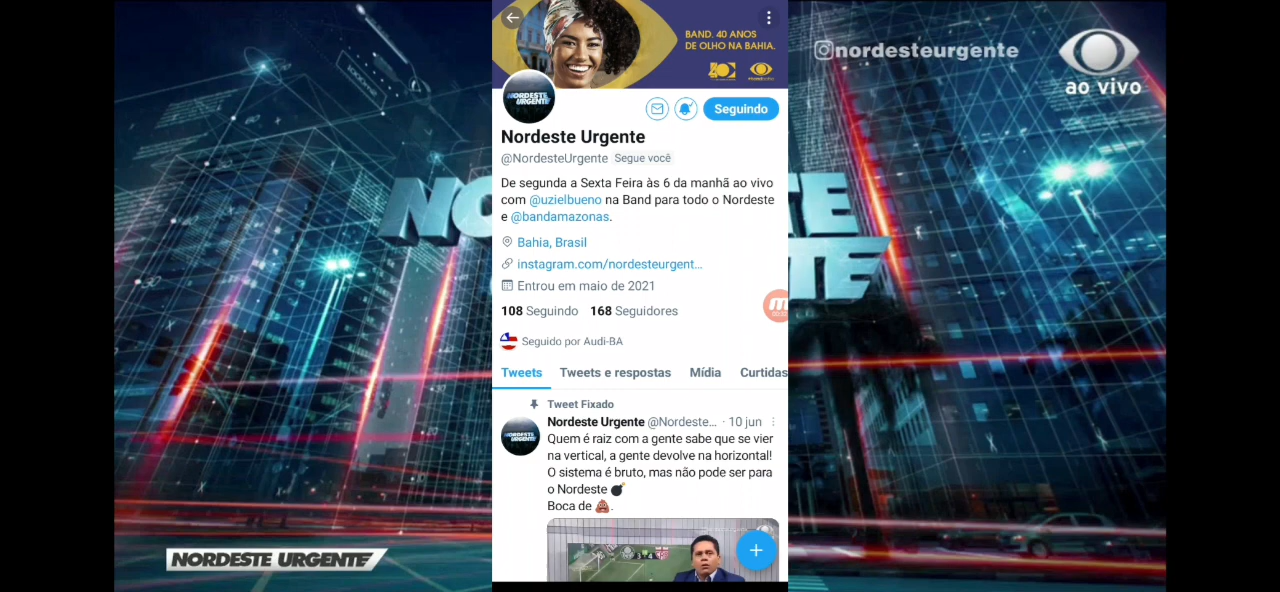 BAND. 40 ANOS
DE OLHO NA BAHIA.
@nordesteurgente
ao vivo
NORDESTE
URGENTE
Seguindo
Nordeste Urgente
@NordesteUrgente Segue você
De segunda a Sexta Feira às 6 da manhã ao vivo
com @uzielbueno na Band para todo o Nordeste
e @bandamazonas.
Bahia, Brasil
instagram.com/nordesteurgent...
Entrou em maio de 2021
108 Seguindo 168 Seguidores
Seguido por Audi-BA
Tweets Tweets e respostas Mídia Curtidas
Tweet Fixado
Nordeste Urgente @Nordeste... · 10 jun
NORDESTE
URGENTE
Quem é raiz com a gente sabe que se vier
na vertical, a gente devolve na horizontal!
O sistema é bruto, mas não pode ser para
o Nordeste 💣
Boca de 💩.
NORDESTE URGENTE